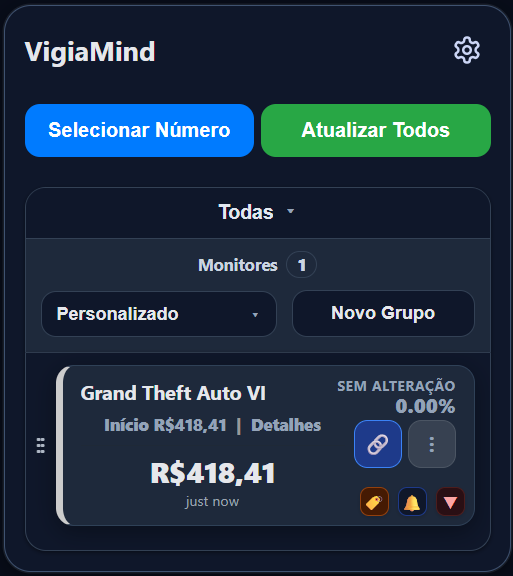 VigiaMind
Selecionar Número Atualizar Todos
Todas
Monitores 1
Personalizado Novo Grupo
Grand Theft Auto VI SEM ALTERAÇÃO
0.00%
Início R$418,41 | Detalhes
R$418,41
just now